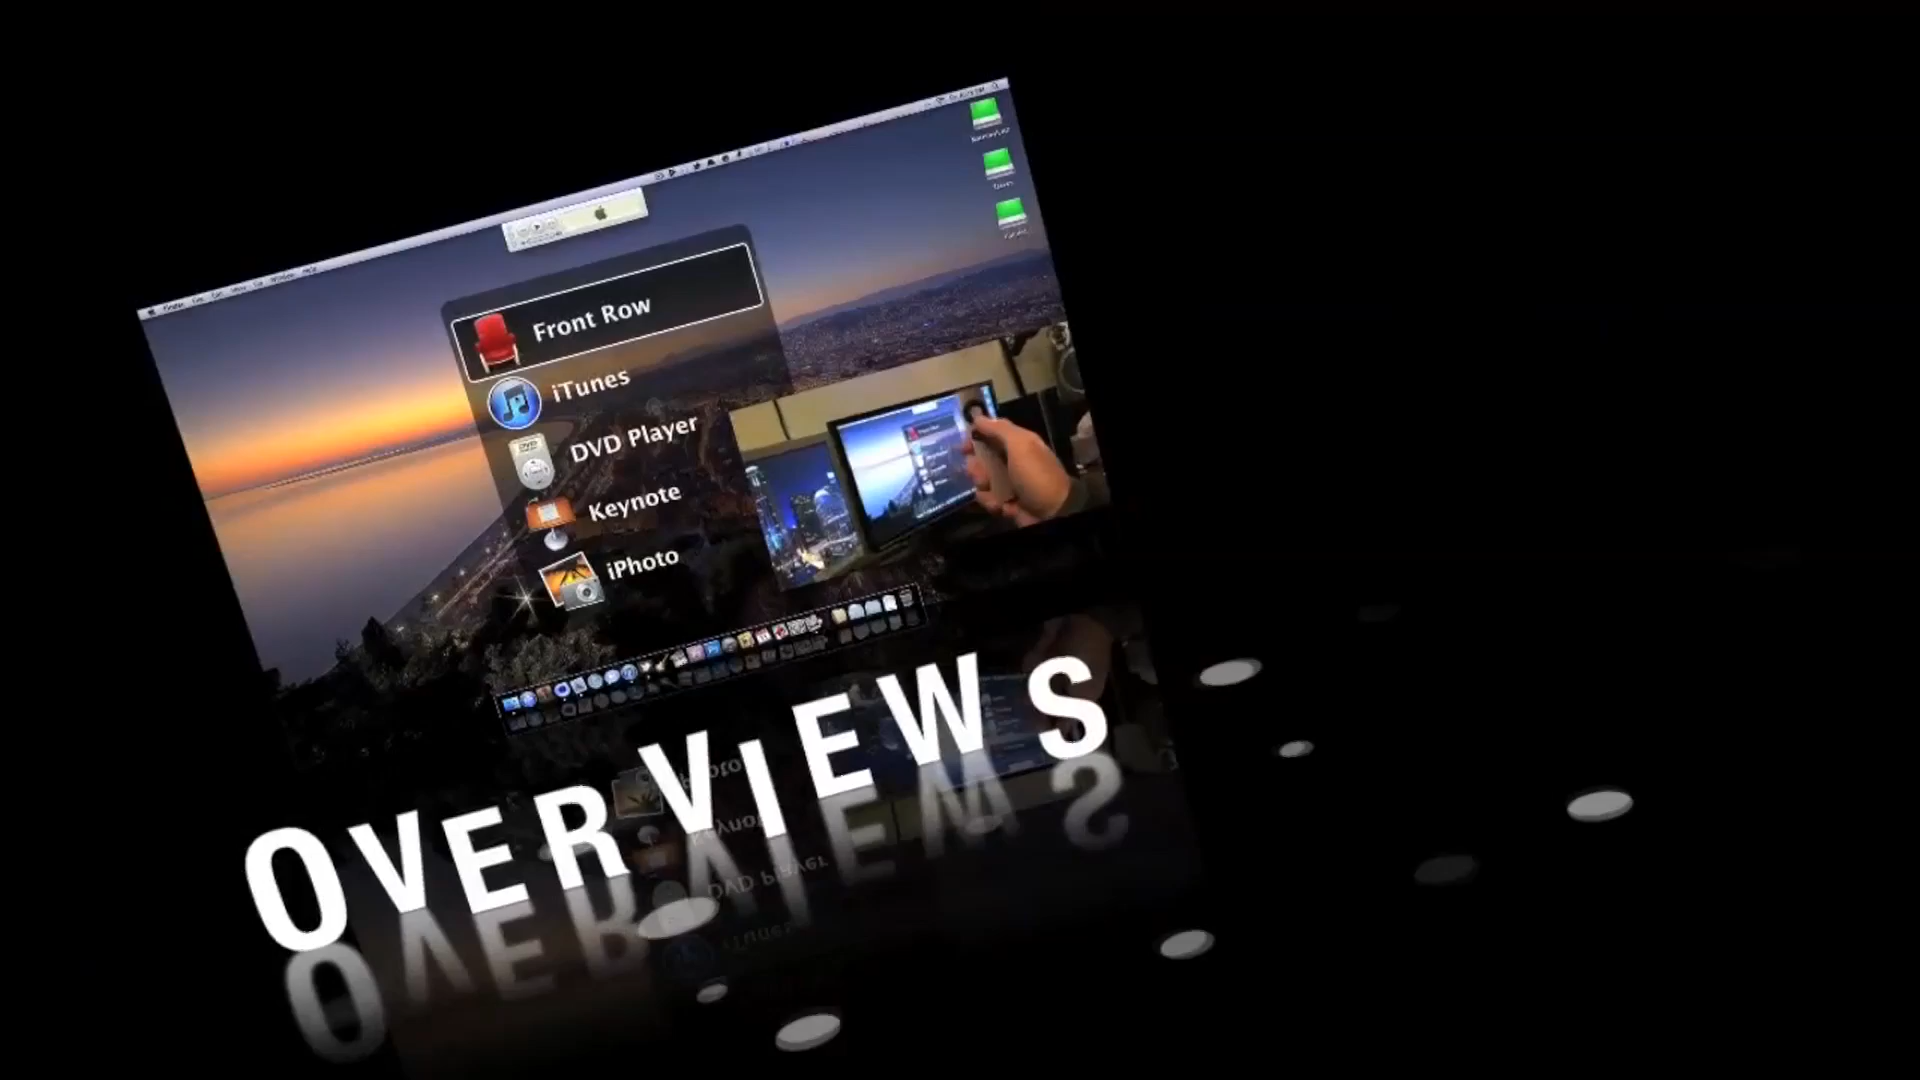 Front Row
iTunes
DVD Player
Keynote
iPhoto
OVERVIEWS